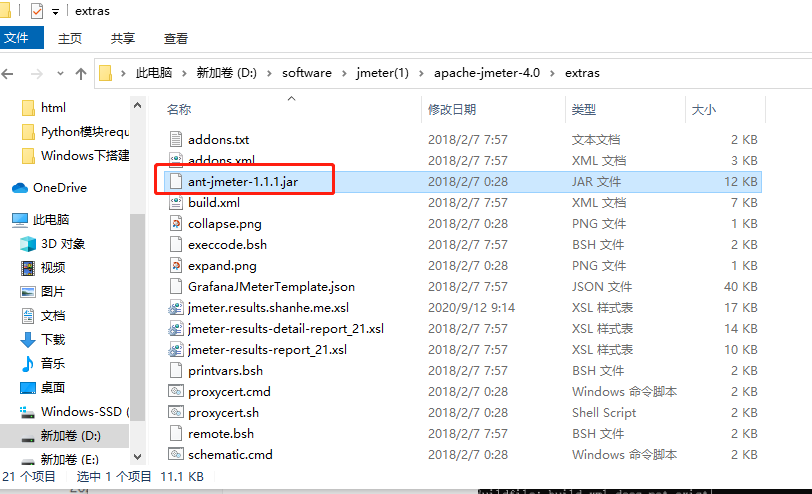 extras
文件 主页 共享 查看
此电脑 新加卷 (D:) software jmeter(1) apache-jmeter-4.0 extras
名称 修改日期 类型 大小
html
Python模块requ
Windows下搭建
OneDrive
此电脑
3D 对象
视频
图片
文档
下载
音乐
桌面
Windows-SSD (
新加卷 (D:)
新加卷 (E:)
addons.txt 2018/2/7 7:57 文本文档 2 KB
addons.xml 2018/2/7 7:57 XML 文档 3 KB
ant-jmeter-1.1.1.jar 2018/2/7 0:28 JAR 文件 12 KB
build.xml 2018/2/7 7:57 XML 文档 7 KB
collapse.png 2018/2/7 0:28 PNG 文件 1 KB
execcode.bsh 2018/2/7 0:28 BSH 文件 2 KB
expand.png 2018/2/7 0:28 PNG 文件 1 KB
GrafanaJMeterTemplate.json 2018/2/7 0:28 JSON 文件 40 KB
jmeter.results.shanhe.me.xsl 2020/9/12 9:14 XSL 样式表 17 KB
jmeter-results-detail-report_21.xsl 2018/2/7 7:57 XSL 样式表 14 KB
jmeter-results-report_21.xsl 2018/2/7 7:57 XSL 样式表 10 KB
printvars.bsh 2018/2/7 7:57 BSH 文件 2 KB
proxycert.cmd 2018/2/7 0:28 Windows 命令脚本 2 KB
proxycert.sh 2018/2/7 0:28 Shell Script 2 KB
remote.bsh 2018/2/7 7:57 BSH 文件 2 KB
schematic.cmd 2018/2/7 7:57 Windows 命令脚本 2 KB
21 个项目 选中 1 个项目 11.1 KB